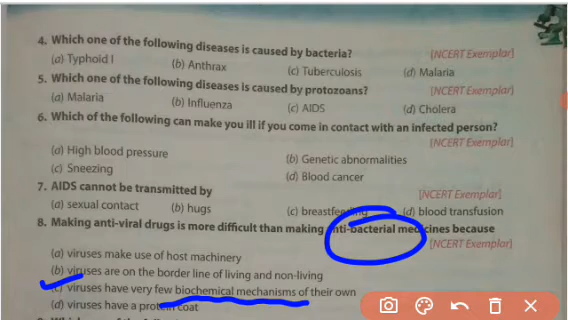 4. Which one of the following diseases is caused by bacteria?
[NCERT Exemplar]
(a) Typhoid I (b) Anthrax (c) Tuberculosis (d) Malaria
5. Which one of the following diseases is caused by protozoans?
[NCERT Exemplar]
(a) Malaria (b) Influenza (c) AIDS (d) Cholera
6. Which of the following can make you ill if you come in contact with an infected person?
[NCERT Exemplar]
(a) High blood pressure (b) Genetic abnormalities
(c) Sneezing (d) Blood cancer
7. AIDS cannot be transmitted by
[NCERT Exemplar]
(a) sexual contact (b) hugs (c) breastfeeding (d) blood transfusion
8. Making anti-viral drugs is more difficult than making anti-bacterial medicines because
[NCERT Exemplar]
(a) viruses make use of host machinery
(b) viruses are on the border line of living and non-living
(c) viruses have very few biochemical mechanisms of their own
(d) viruses have a protein coat